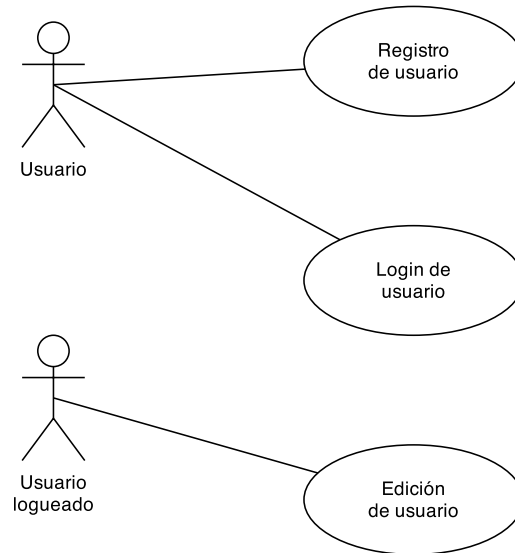 Registro
de usuario
Usuario
Login de
usuario
Usuario
logueado
Edición
de usuario